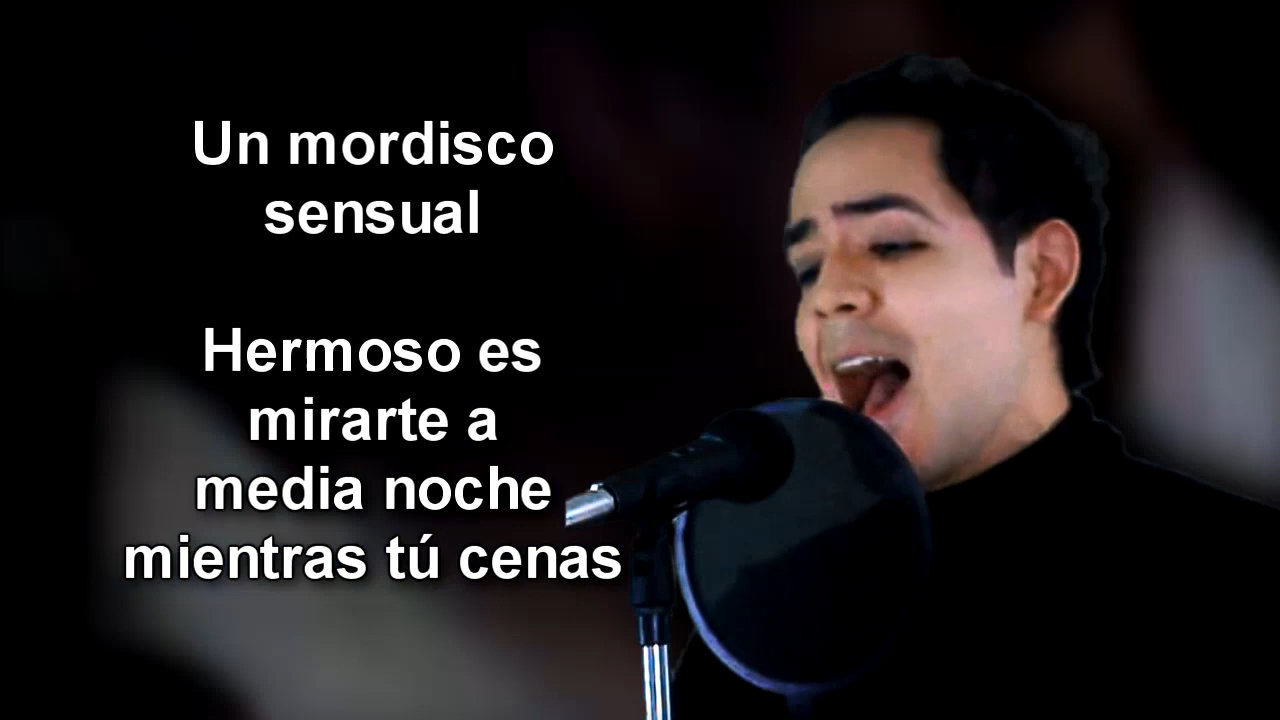 Un mordisco
sensual
Hermoso es
mirarte a
media noche
mientras tú cenas